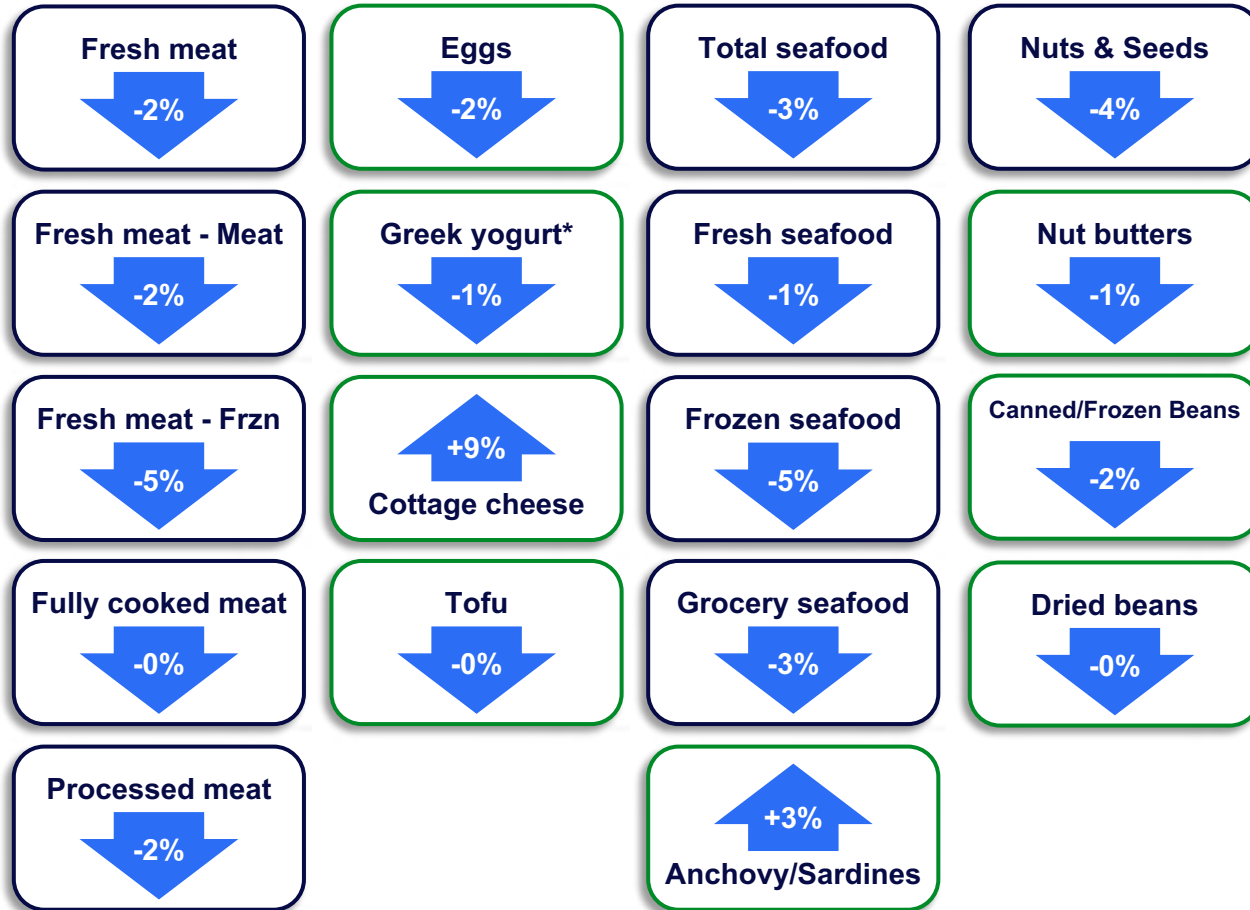 Fresh meat
-2%
Eggs
-2%
Total seafood
-3%
Nuts & Seeds
-4%
Fresh meat - Meat
-2%
Greek yogurt*
-1%
Fresh seafood
-1%
Nut butters
-1%
Fresh meat - Frzn
-5%
+9%
Cottage cheese
Frozen seafood
-5%
Canned/Frozen Beans
-2%
Fully cooked meat
-0%
Tofu
-0%
Grocery seafood
-3%
Dried beans
-0%
Processed meat
-2%
+3%
Anchovy/Sardines